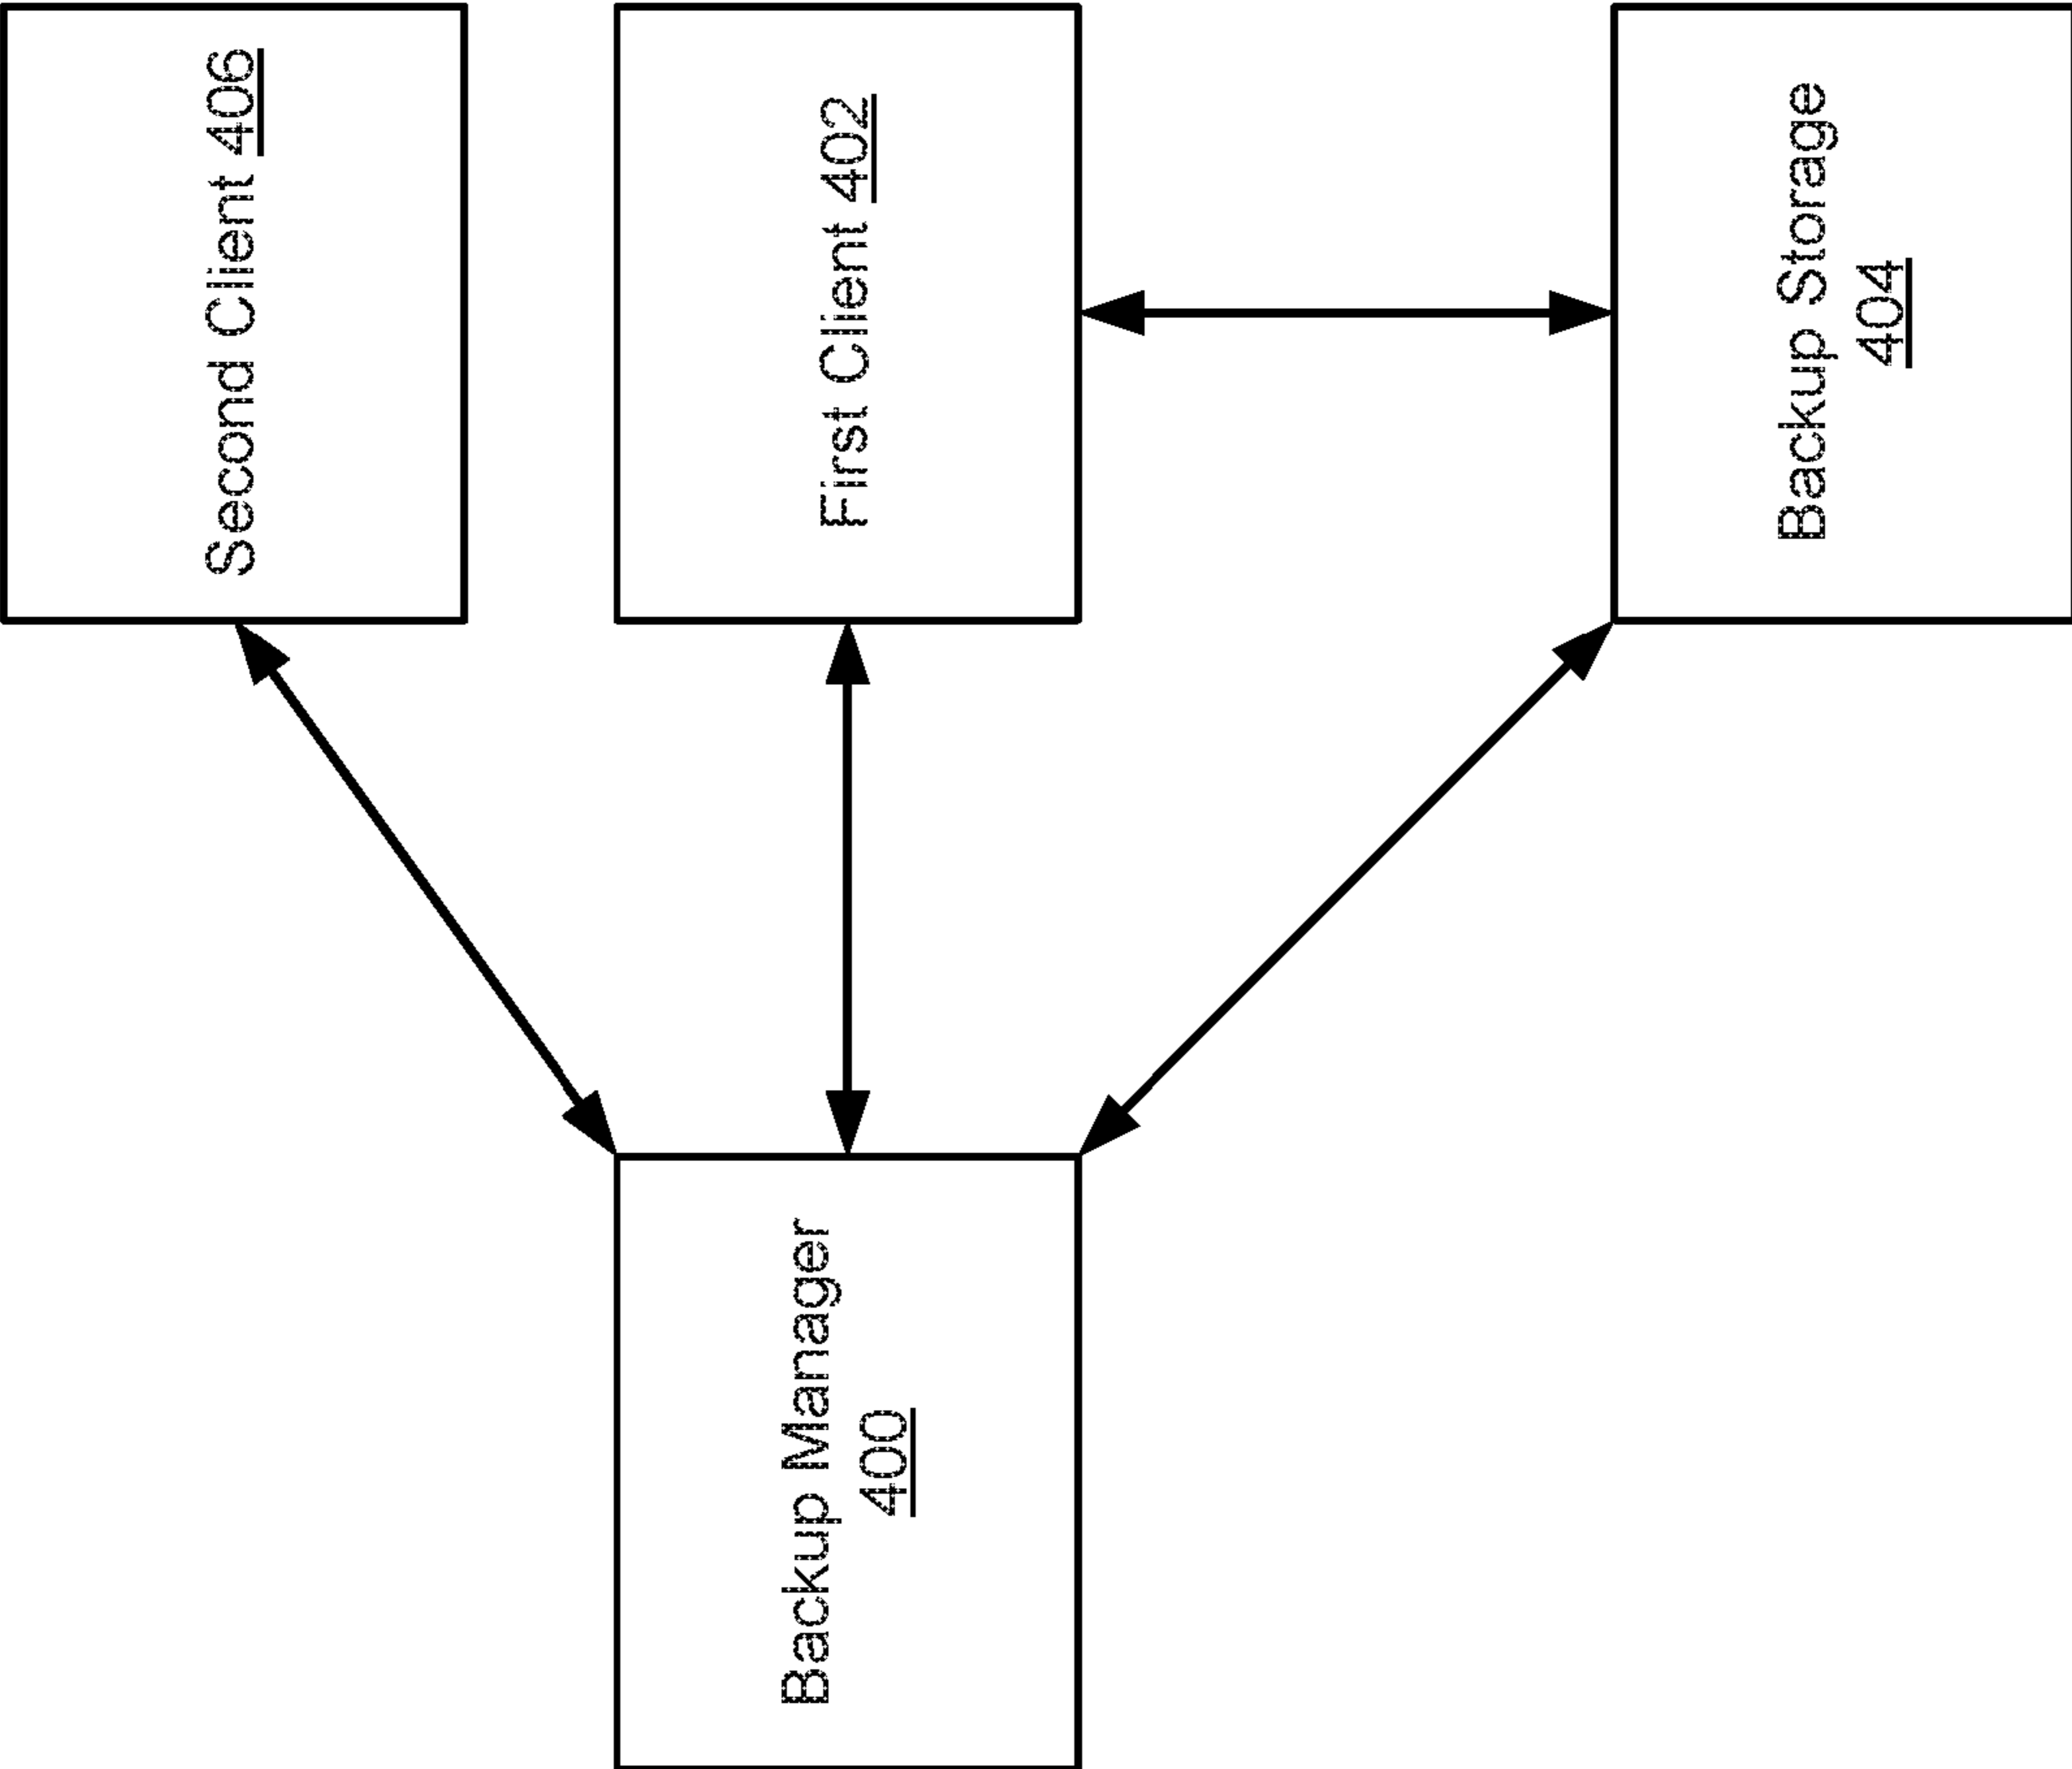 Second Client 406
First Client 402
Backup Manager
400
Backup Storage
404